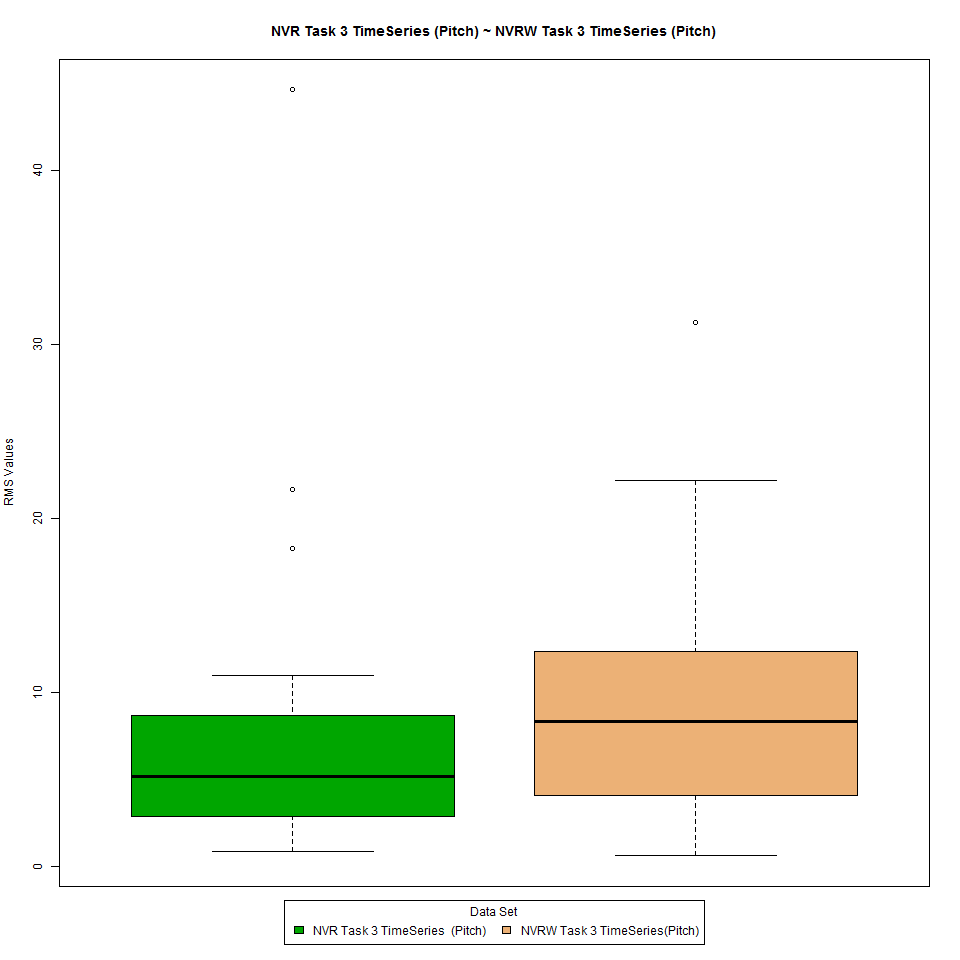 NVR Task 3 TimeSeries (Pitch) ~ NVRW Task 3 TimeSeries (Pitch)
40
30
20
10
0
RMS Values
Data Set
NVR Task 3 TimeSeries  (Pitch) NVRW Task 3 TimeSeries(Pitch)